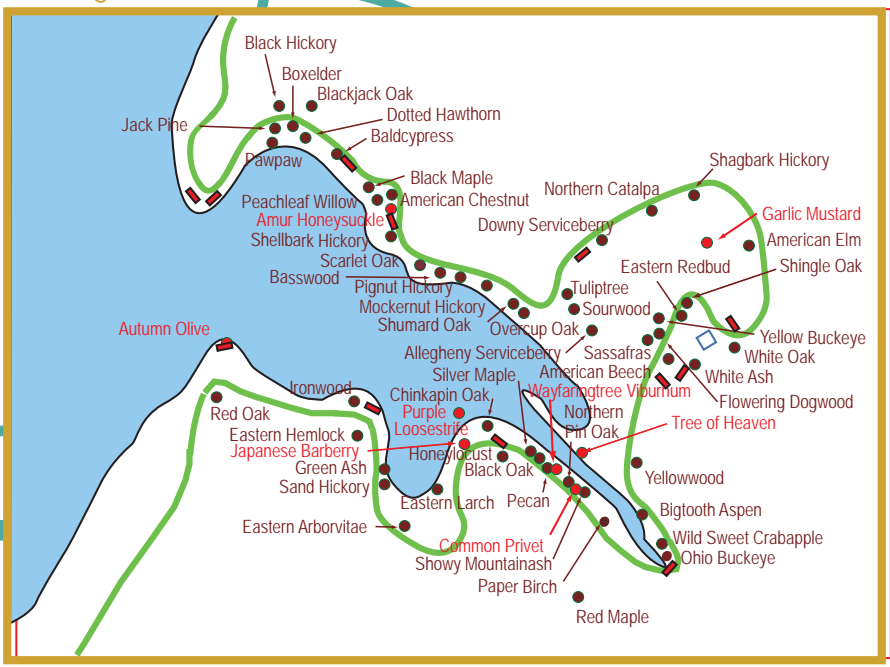 Black Hickory
Boxelder
Blackjack Oak
Dotted Hawthorn
Jack Pine
Baldcypress
Pawpaw
Shagbark Hickory
Black Maple
Northern Catalpa
Peachleaf Willow
American Chestnut
Garlic Mustard
Amur Honeysuckle
Downy Serviceberry
Shellbark Hickory
American Elm
Scarlet Oak
Eastern Redbud
Shingle Oak
Basswood
Pignut Hickory
Tuliptree
Mockernut Hickory
Sourwood
Shumard Oak
Overcup Oak
Autumn Olive
Yellow Buckeye
Allegheny Serviceberry
Sassafras
White Oak
Silver Maple
American Beech
White Ash
Ironwood
Chinkapin Oak
Wayfaringtree Viburnum
Flowering Dogwood
Red Oak
Purple
Loosestrife
Northern
Pin Oak
Tree of Heaven
Eastern Hemlock
Japanese Barberry
Honeylocust
Green Ash
Black Oak
Yellowwood
Sand Hickory
Eastern Larch
Pecan
Bigtooth Aspen
Eastern Arborvitae
Common Privet
Wild Sweet Crabapple
Showy Mountainash
Ohio Buckeye
Paper Birch
Red Maple